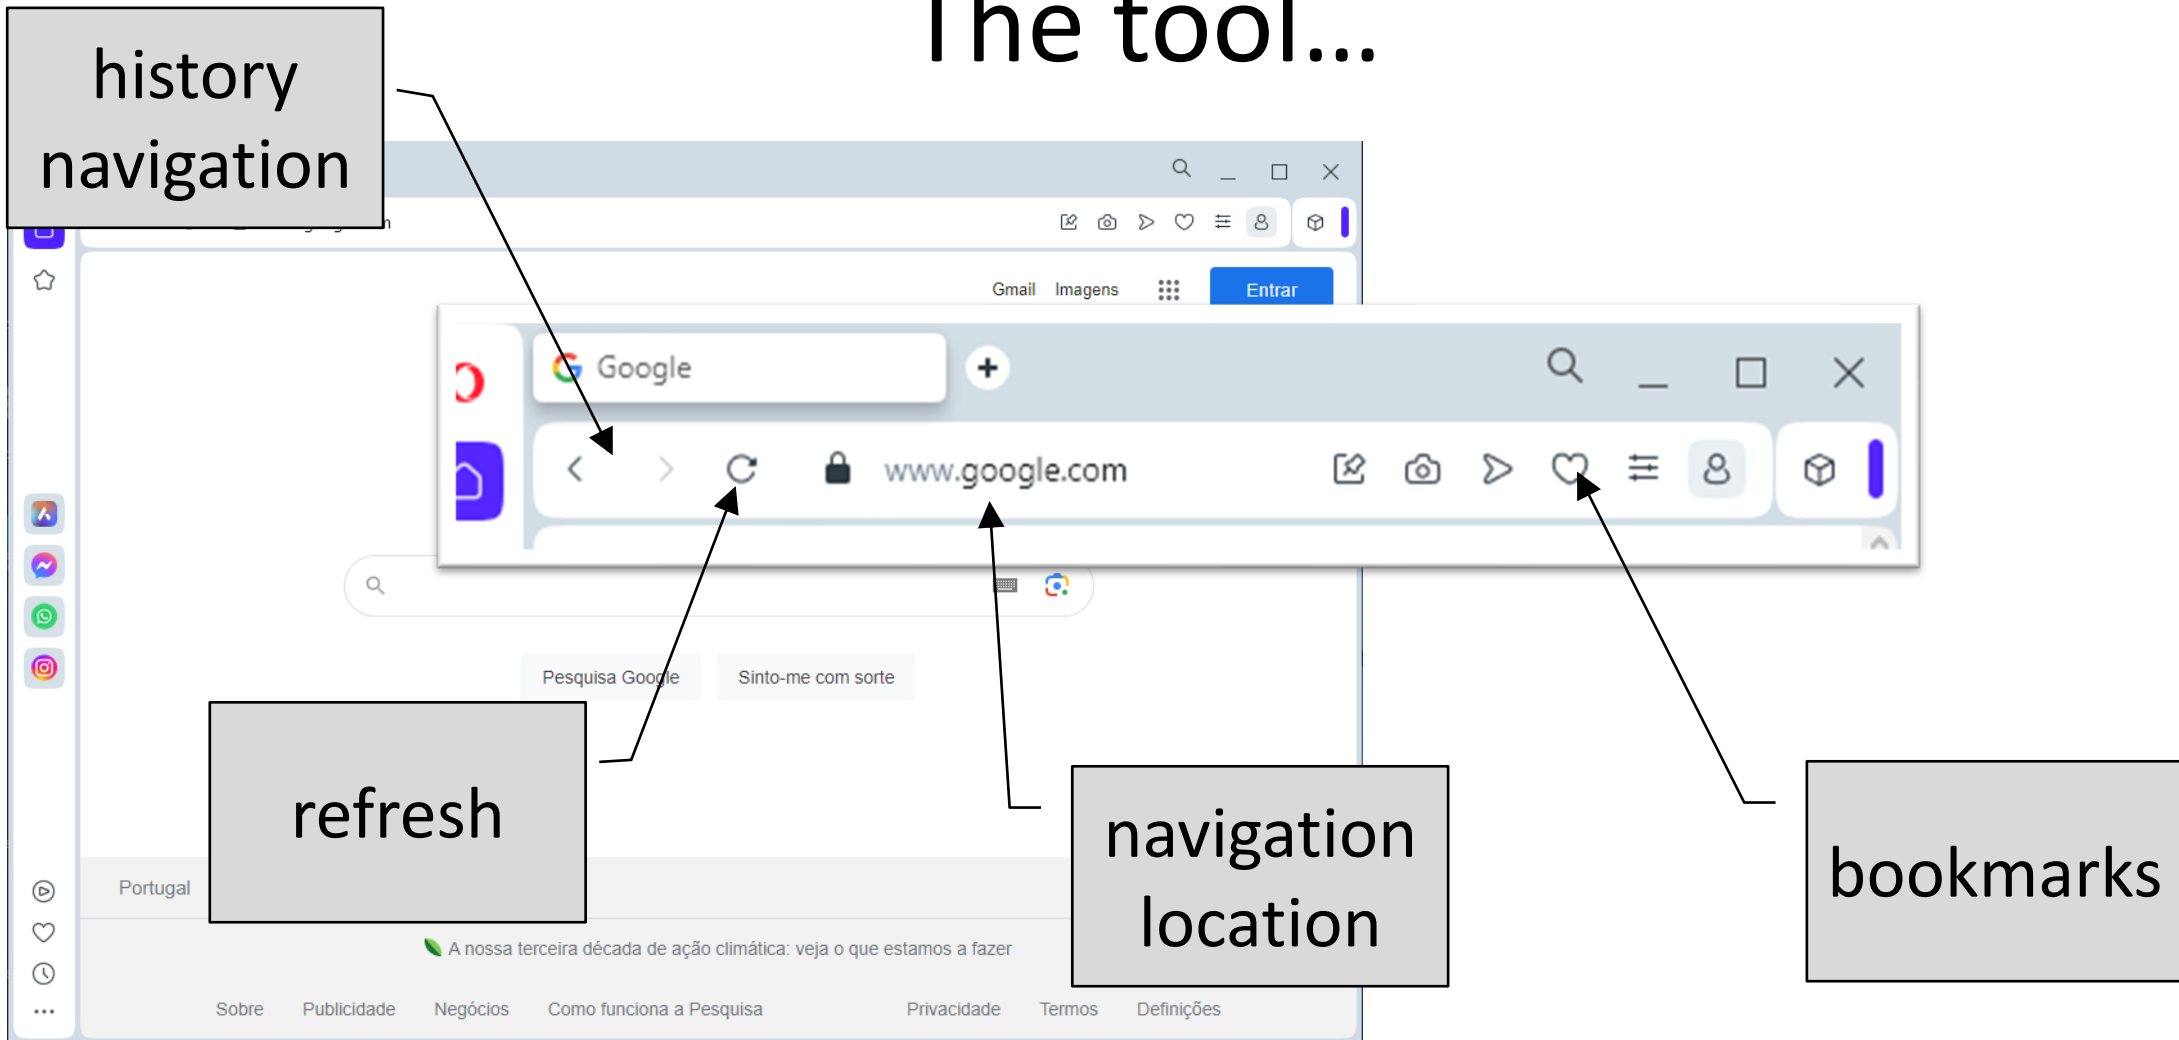 The tool...
history
navigation
Gmail Imagens
Entrar
Google
www.google.com
Pesquisa Google
Sinto-me com sorte
refresh
navigation
location
bookmarks
Portugal
A nossa terceira década de ação climática: veja o que estamos a fazer
Sobre Publicidade Negócios Como funciona a Pesquisa Privacidade Termos Definições